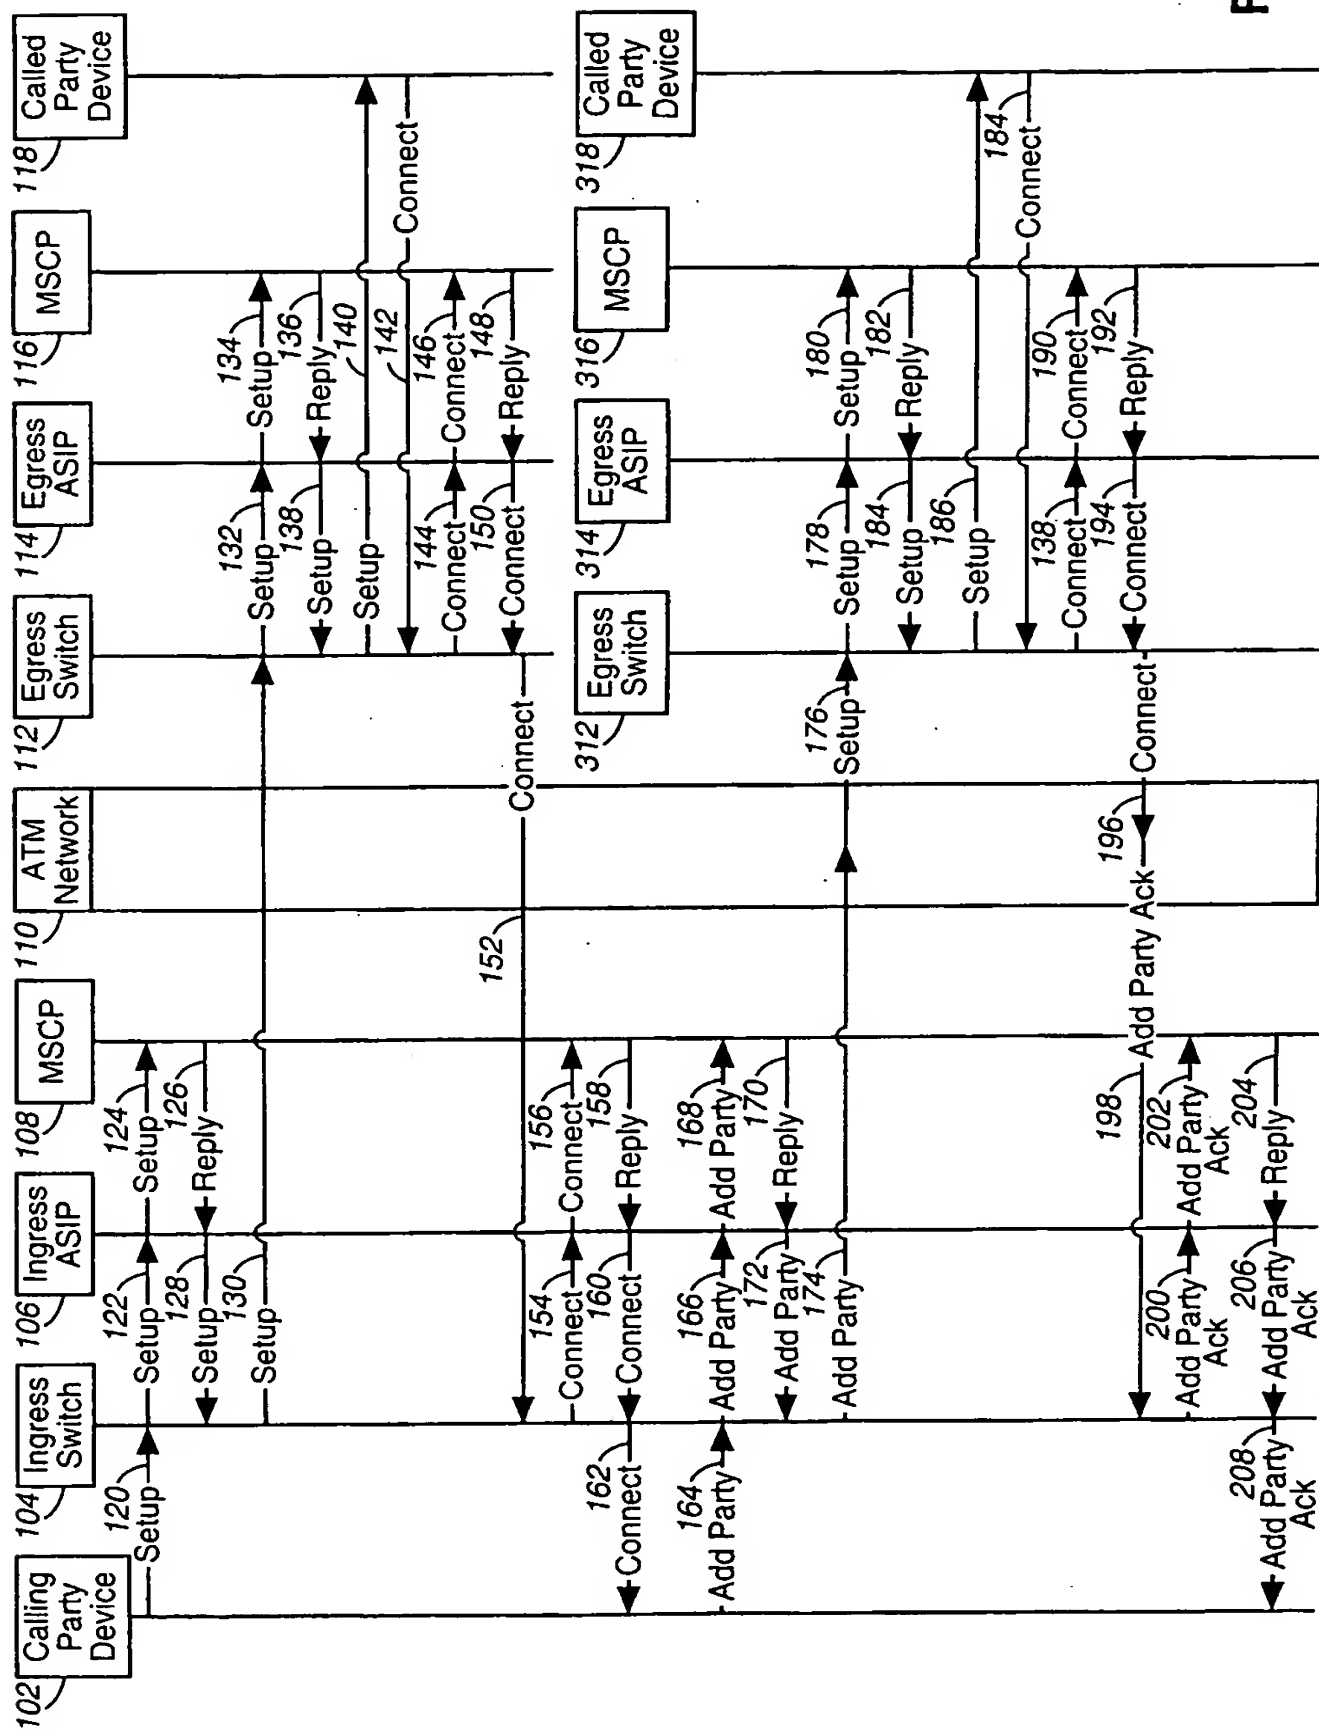 102
Calling
Party
Device
104
Ingress
Switch
106
Ingress
ASIP
108
MSCP
110
ATM
Network
112
Egress
Switch
114
Egress
ASIP
116
MSCP
118
Called
Party
Device
120
Setup
122
Setup
124
Setup
126
Reply
128
Setup
130
Setup
132
Setup
134
Setup
136
Reply
138
Setup
140
Setup
142
Connect
144
Connect
146
Connect
148
Reply
150
Connect
152
Connect
154
Connect
156
Connect
158
Reply
160
Connect
162
Connect
312
Egress
Switch
314
Egress
ASIP
316
MSCP
318
Called
Party
Device
164
Add Party
166
Add Party
168
Add Party
170
Reply
172
Add Party
174
Add Party
176
Setup
178
Setup
180
Setup
182
Reply
184
Setup
186
Setup
184
Connect
138
Connect
190
Connect
192
Reply
194
Connect
196
Connect
198
Add Party Ack
200
Add Party
Ack
202
Add Party
Ack
204
Reply
206
Add Party
Ack
208
Add Party
Ack
F